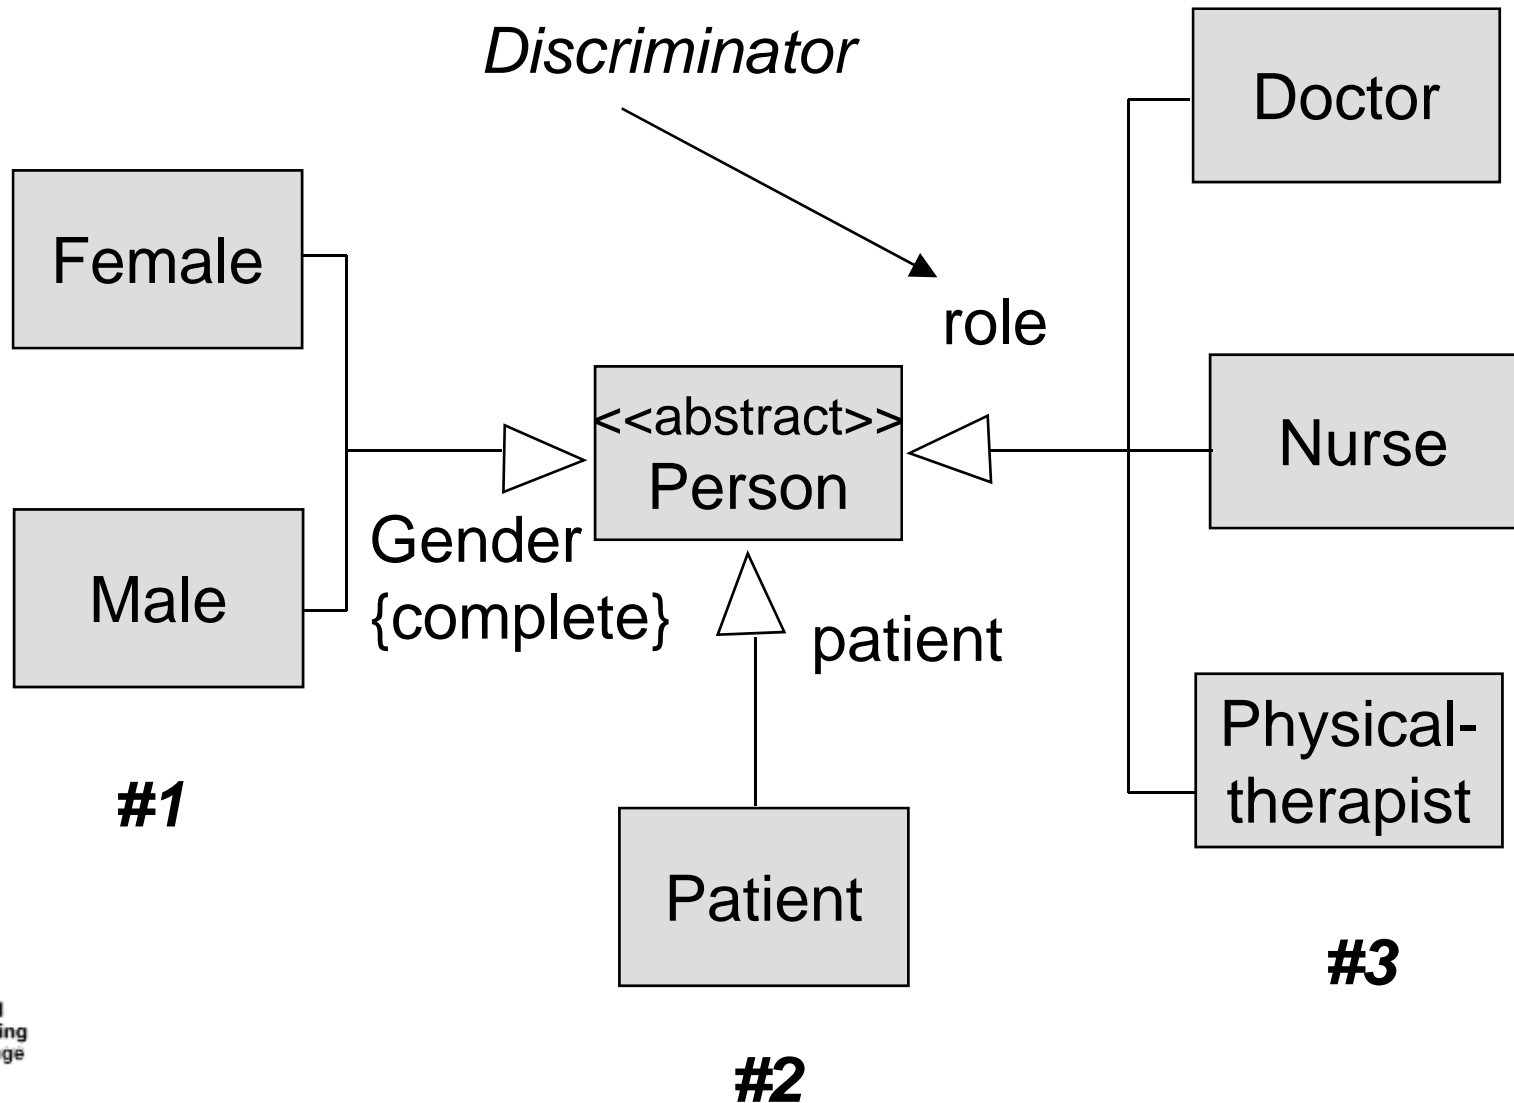 Discriminator
Doctor
Female
role
<<abstract>>
Person
Nurse
Gender
{complete}
Male
patient
Physical-
therapist
#1
Patient
#3
#2